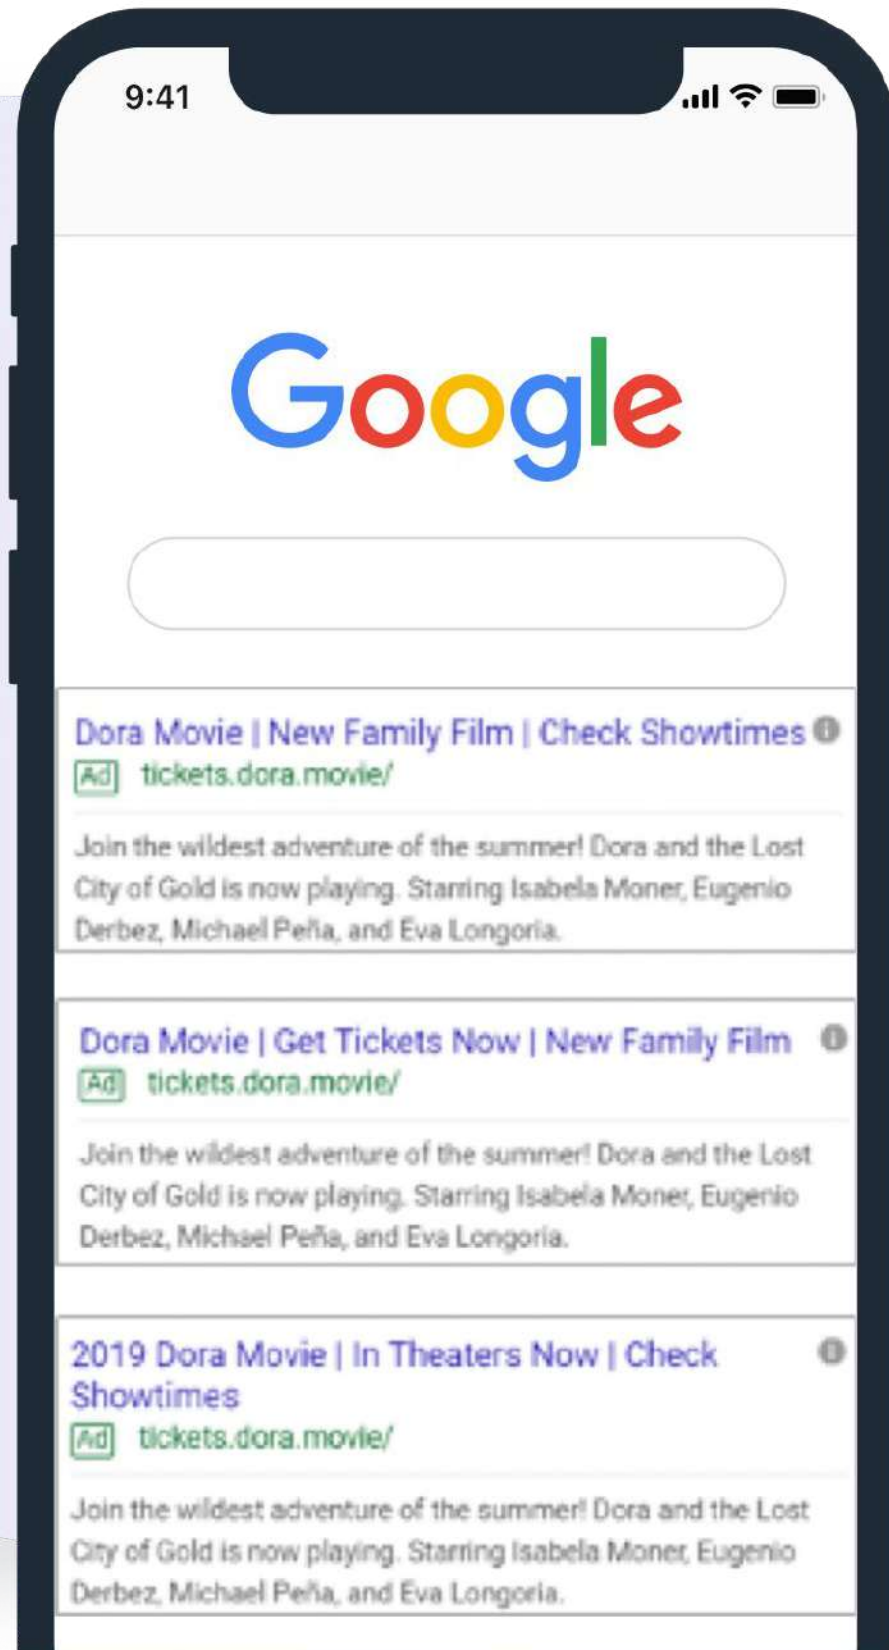 9:41
Google
Dora Movie | New Family Film | Check Showtimes
Ad tickets.dora.movie/
Join the wildest adventure of the summer! Dora and the Lost
City of Gold is now playing. Starring Isabela Moner, Eugenio
Derbez, Michael Peña, and Eva Longoria.
Dora Movie | Get Tickets Now | New Family Film
Ad tickets.dora.movie/
Join the wildest adventure of the summer! Dora and the Lost
City of Gold is now playing. Starring Isabela Moner, Eugenio
Derbez, Michael Peña, and Eva Longoria.
2019 Dora Movie | In Theaters Now | Check
Showtimes
Ad tickets.dora.movie/
Join the wildest adventure of the summer! Dora and the Lost
City of Gold is now playing. Starring Isabela Moner, Eugenio
Derbez, Michael Peña, and Eva Longoria.